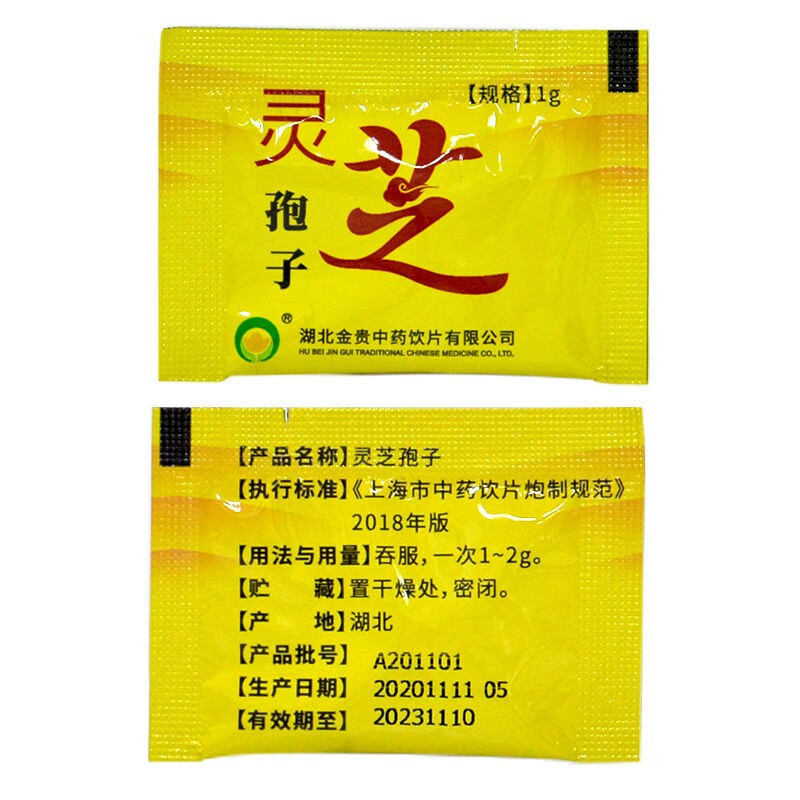 【规格】1g
灵芝
孢子
®
湖北金贵中药饮片有限公司
HU BEI JIN GUI TRADITIONAL CHINESE MEDICINE CO., LTD.
【产品名称】灵芝孢子
【执行标准】《上海市中药饮片炮制规范》
2018年版
【用法与用量】吞服，一次1~2g。
【贮 藏】置干燥处，密闭。
【产 地】湖北
【产品批号】 A201101
【生产日期】 20201111 05
【有效期至】 20231110